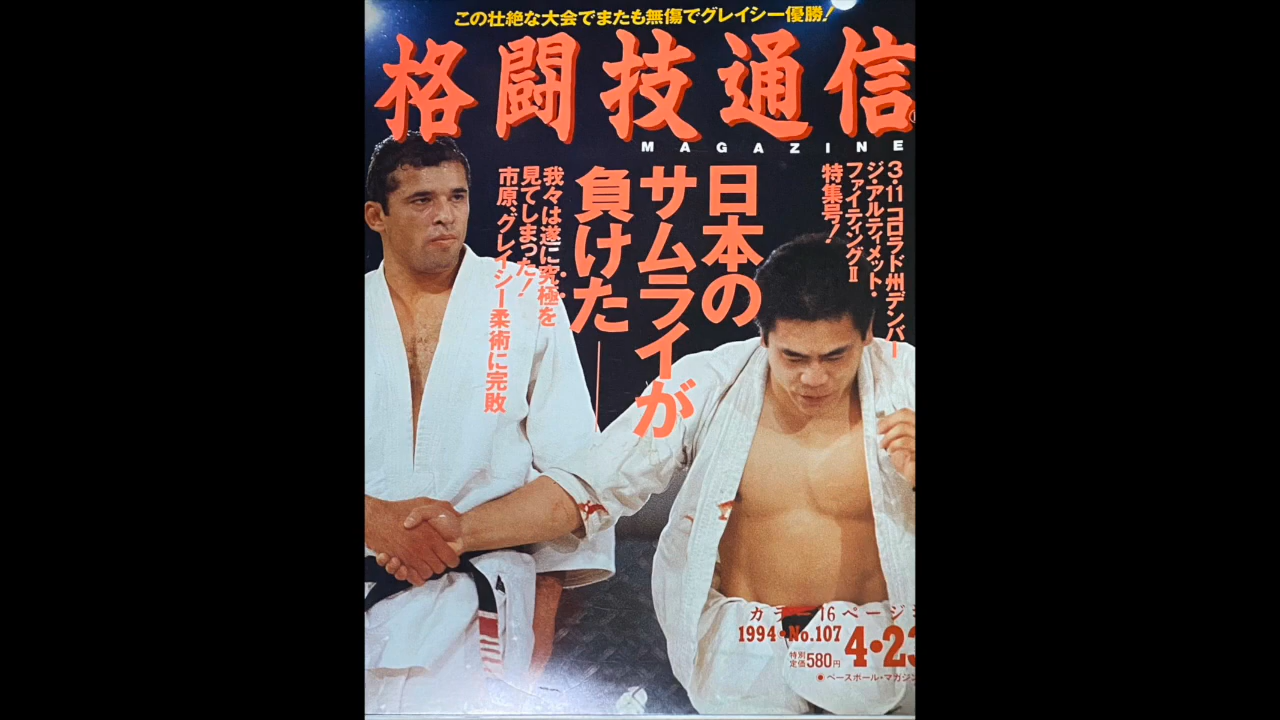 この壮絶な大会でまたも無傷でグレイシー優勝!
格闘技通信
MAGAZINE
3・11コロラド州デンバー
ジ・アルティメット・
ファイティングⅡ
特集号!
日本の
サムライが
負けた―
我々は遂に究極を
見てしまった!
市原、グレイシー柔術に完敗
カラー16ページ
1994・No.107
4・23
特別
定価580円
ベースボール・マガジン